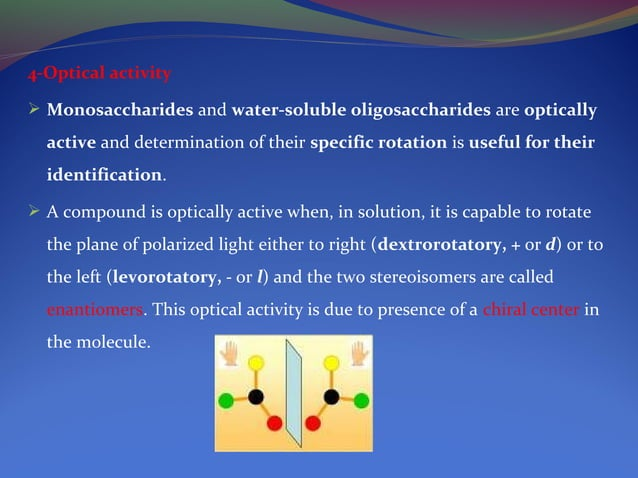 4-Optical activity
➢ Monosaccharides and water-soluble oligosaccharides are optically
active and determination of their specific rotation is useful for their
identification.
➢ A compound is optically active when, in solution, it is capable to rotate
the plane of polarized light either to right (dextrorotatory, + or d) or to
the left (levorotatory, - or l) and the two stereoisomers are called
enantiomers. This optical activity is due to presence of a chiral center in
the molecule.